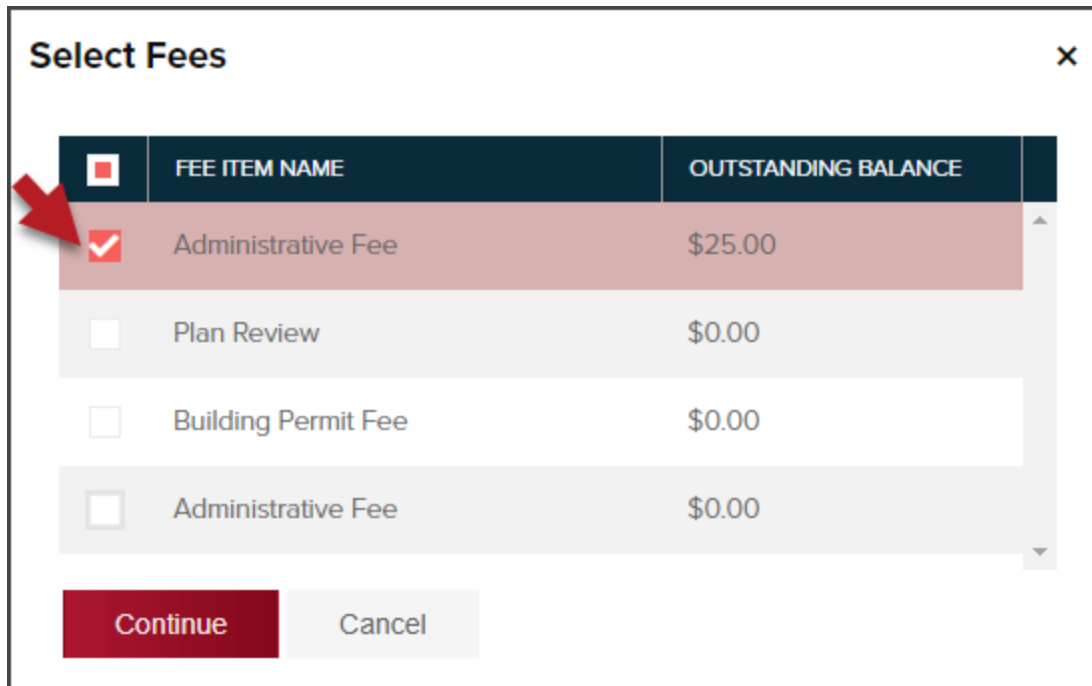 Select Fees
FEE ITEM NAME OUTSTANDING BALANCE
Administrative Fee $25.00
Plan Review $0.00
Building Permit Fee $0.00
Administrative Fee $0.00
Continue Cancel